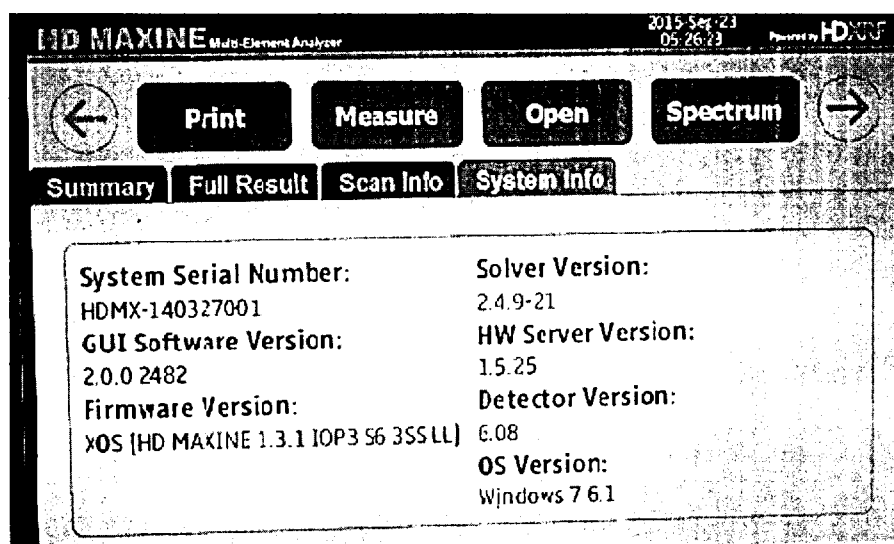 HD MAXINE Multi-Element Analyzer
2015-Sep-23
05:26:23
Powered by HDXRF
Print
Measure
Open
Spectrum
Summary
Full Result
Scan Info
System Info
System Serial Number:
HDMX-140327001
GUI Software Version:
2.0.0 2482
Firmware Version:
XOS [HD MAXINE 1.3.1 IOP3 S6 3SS LL]
Solver Version:
2.4.9-21
HW Server Version:
1.5.25
Detector Version:
6.08
OS Version:
Windows 7 6.1